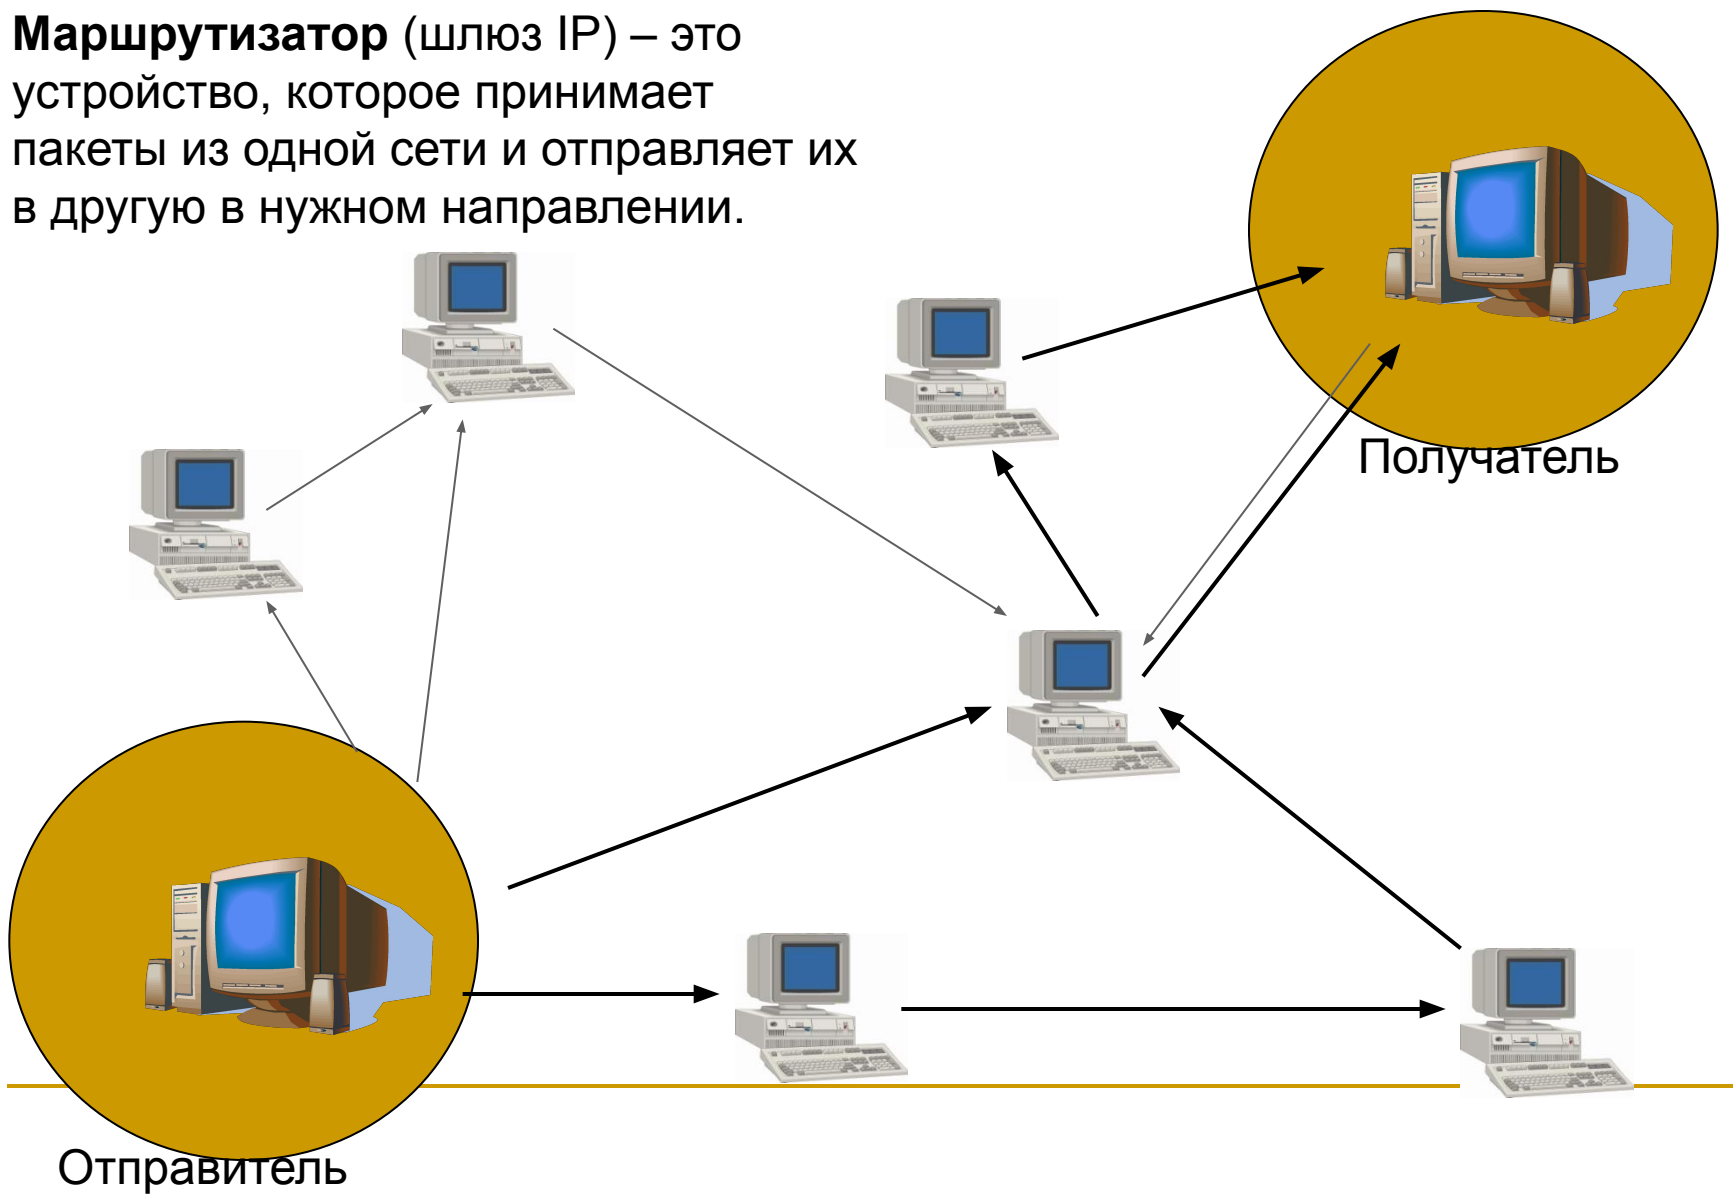 Маршрутизатор (шлюз IP) – это
устройство, которое принимает
пакеты из одной сети и отправляет их
в другую в нужном направлении.
Получатель
Отправитель